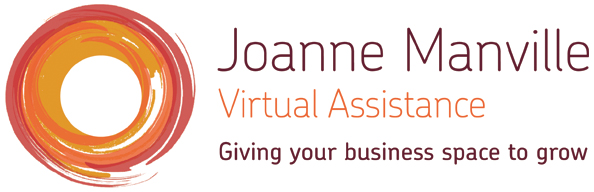 Joanne Manville
Virtual Assistance
Giving your business space to grow